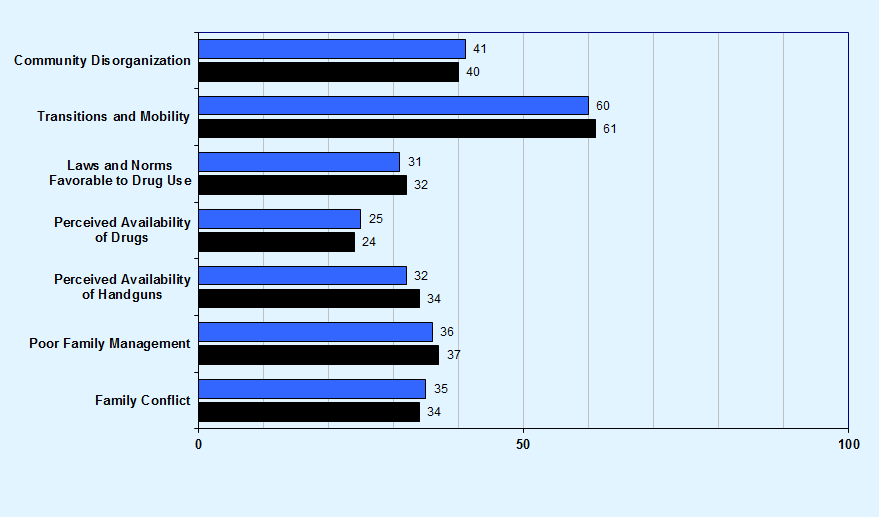 Community Disorganization
41
40
Transitions and Mobility
60
61
Laws and Norms
Favorable to Drug Use
31
32
Perceived Availability
of Drugs
25
24
Perceived Availability
of Handguns
32
34
Poor Family Management
36
37
Family Conflict
35
34
0 50 100